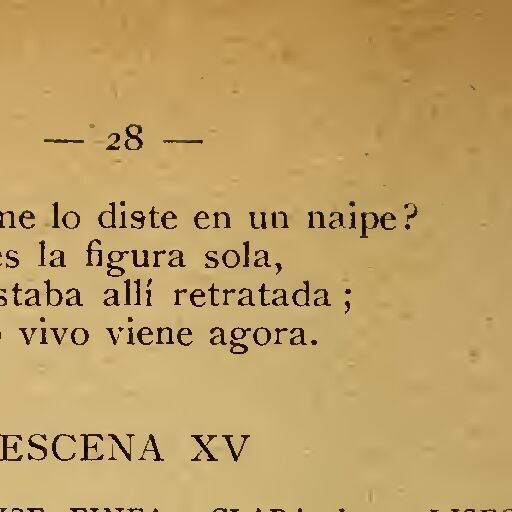 — 28 —
me lo diste en un naipe?
es la figura sola,
staba allí retratada ;
vivo viene agora.
ESCENA XV